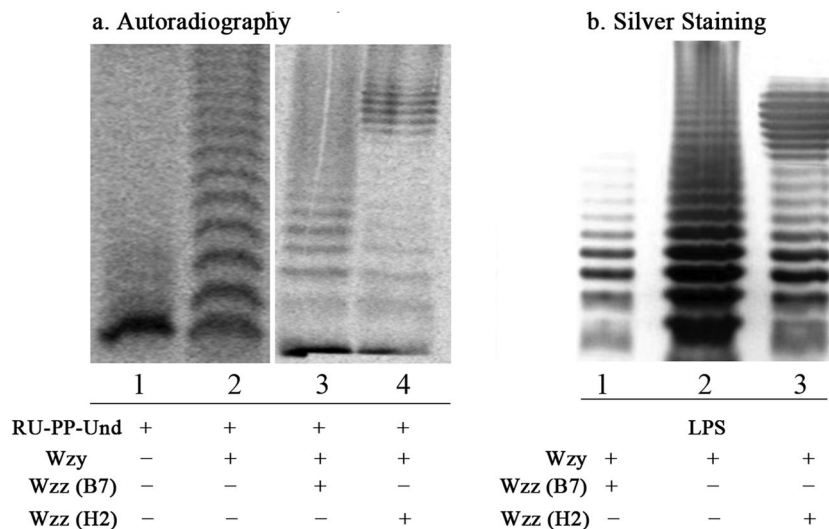 a. Autoradiography
b. Silver Staining
1 2 3 4
1 2 3
RU-PP-Und + + + +
LPS
Wzy – + + +
Wzy + + +
Wzz (B7) – – + –
Wzz (B7) + – –
Wzz (H2) – – – +
Wzz (H2) – – +